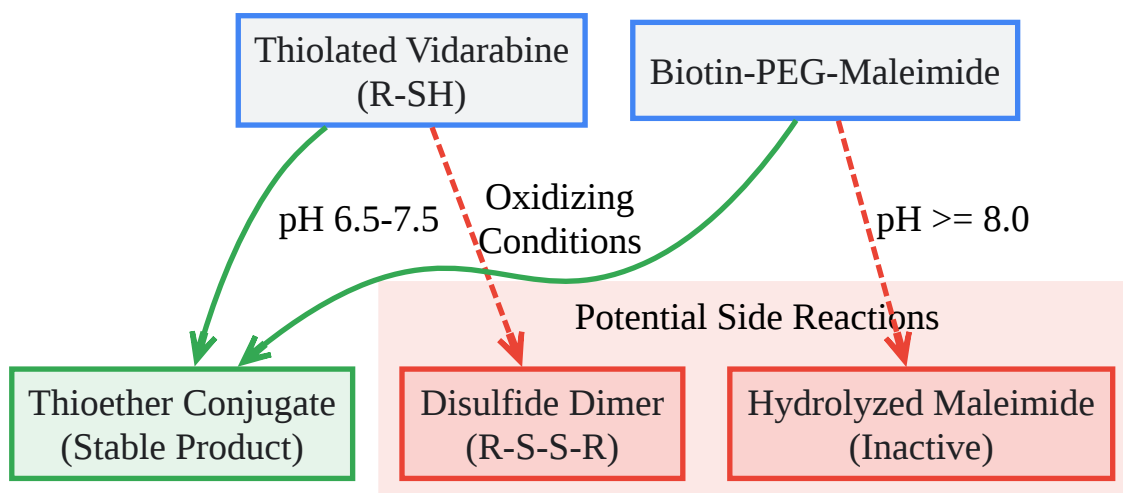 Thiolated Vidarabine
(R-SH)
Biotin-PEG-Maleimide
pH 6.5-7.5
Oxidizing
Conditions
pH >= 8.0
Potential Side Reactions
Thioether Conjugate
(Stable Product)
Disulfide Dimer
(R-S-S-R)
Hydrolyzed Maleimide
(Inactive)